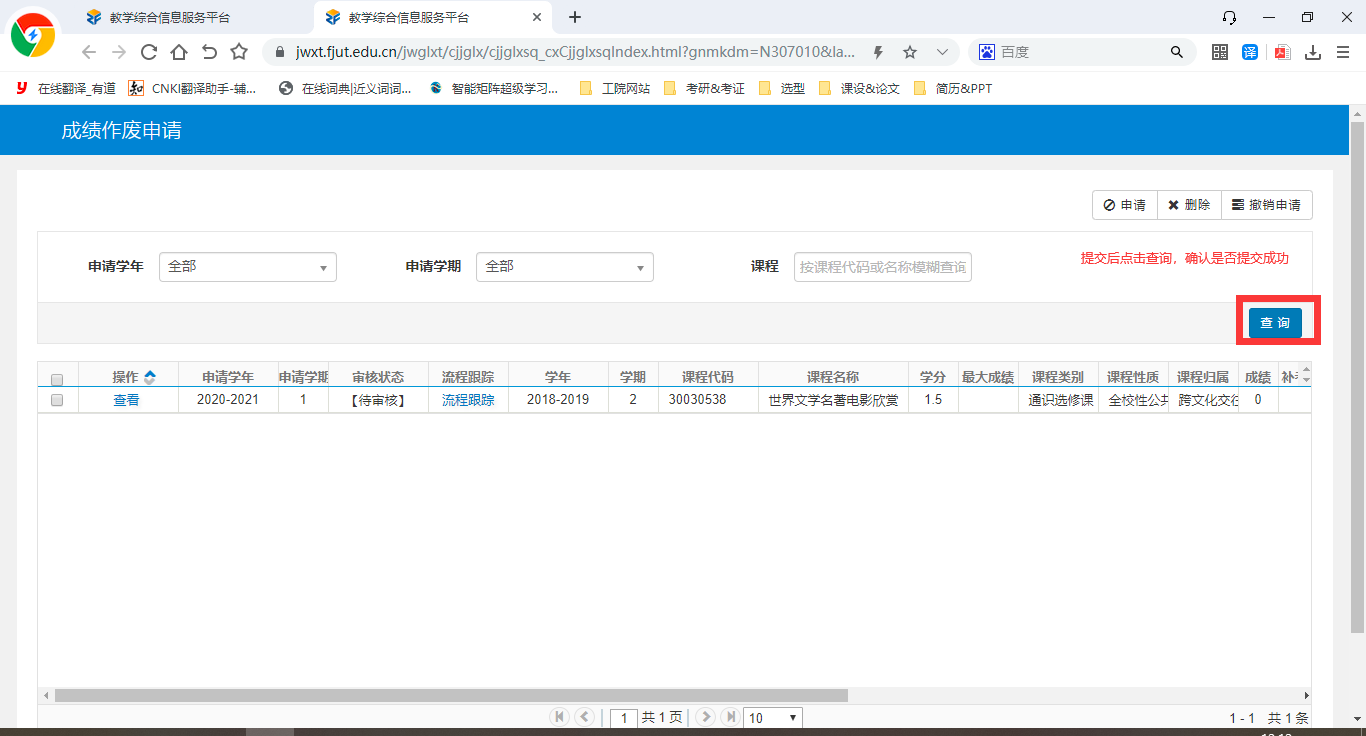 教学综合信息服务平台
教学综合信息服务平台
jwxt.fjut.edu.cn/jwglxt/cjjglx/cjjglxsq_cxCjjglxsqIndex.html?gnmkdm=N307010&la...
百度
在线翻译_有道
CNKI翻译助手-辅...
在线词典|近义词词...
智能矩阵超级学习...
工院网站
考研&考证
选型
课设&论文
简历&PPT
成绩作废申请
申请
删除
撤销申请
申请学年 全部
申请学期 全部
课程 按课程代码或名称模糊查询
提交后点击查询，确认是否提交成功
查 询
操作 申请学年 申请学期 审核状态 流程跟踪 学年 学期 课程代码 课程名称 学分 最大成绩 课程类别 课程性质 课程归属 成绩 补
查看 2020-2021 1 【待审核】 流程跟踪 2018-2019 2 30030538 世界文学名著电影欣赏 1.5 通识选修课 全校性公共 跨文化交往 0
1 共 1 页 10 1 - 1 共 1 条